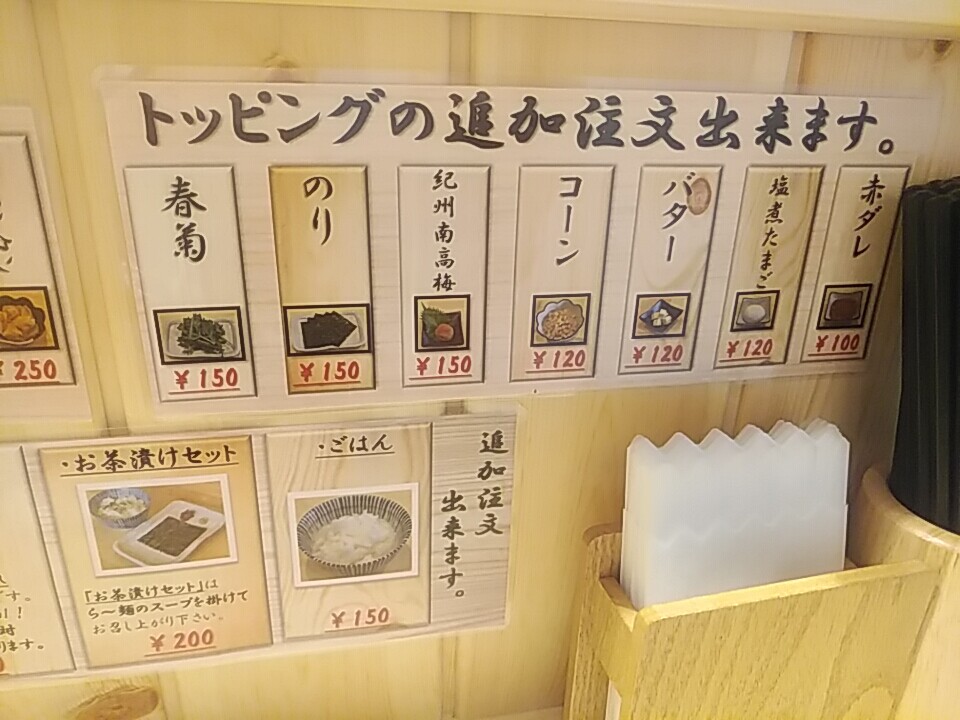 トッピングの追加注文出来ます。
赤ダレ
¥100
塩煮たまご
¥120
バター
¥120
コーン
¥120
紀州南高梅
¥150
のり
¥150
春菊
¥150
¥250
追加注文
出来ます。
・ごはん
¥150
・お茶漬けセット
「お茶漬けセット」は
ら〜麺のスープを掛けて
お召し上がり下さい。
¥200